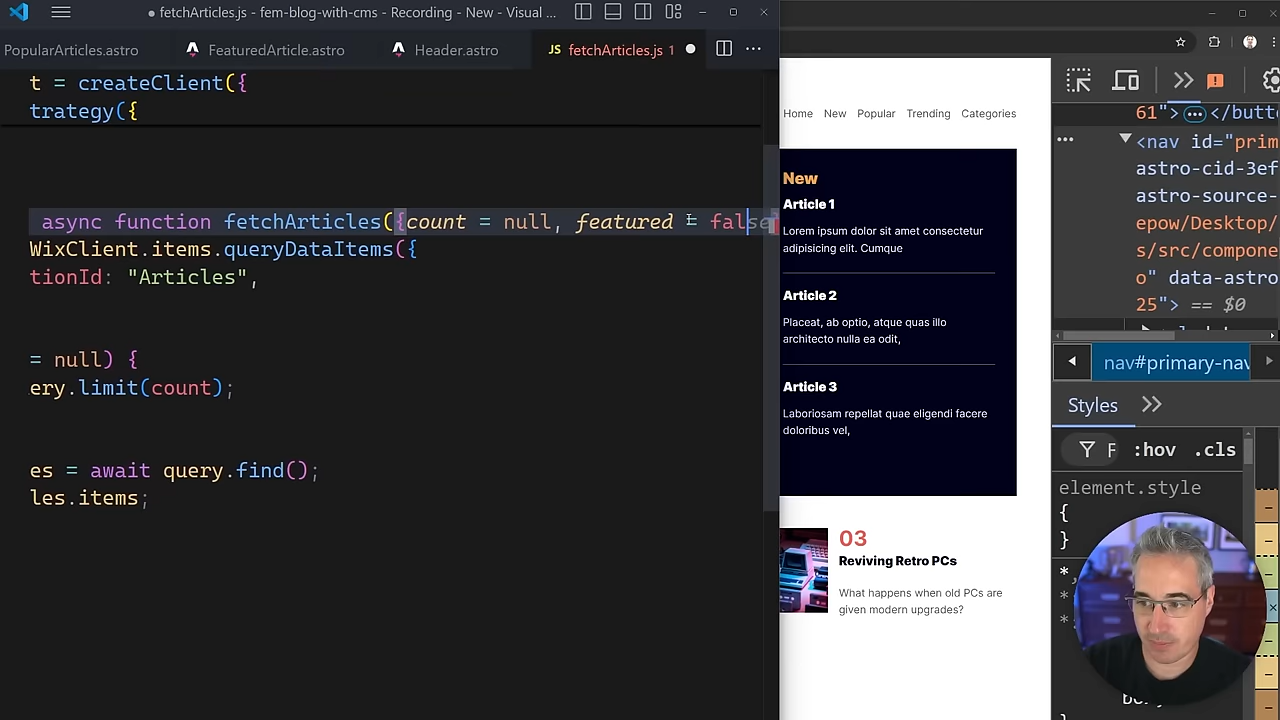 fetchArticles.js - fem-blog-with-cms - Recording - New - Visual ...
PopularArticles.astro
FeaturedArticle.astro
Header.astro
JS fetchArticles.js 1
t = createClient({
trategy({
async function fetchArticles({count = null, featured = false
WixClient.items.queryDataItems({
tionId: "Articles",
= null) {
ery.limit(count);
es = await query.find();
les.items;
Home New Popular Trending Categories
New
Article 1
Lorem ipsum dolor sit amet consectetur
adipisicing elit. Cumque
Article 2
Placeat, ab optio, atque quas illo
architecto nulla ea odit,
Article 3
Laboriosam repellat quae eligendi facere
doloribus vel,
03
Reviving Retro PCs
What happens when old PCs are
given modern upgrades?
61"> </butt
<nav id="prim
astro-cid-3ef
astro-source-
epow/Desktop/
s/src/compone
o" data-astro
25"> == $0
nav#primary-nav
Styles
F :hov .cls
element.style
{
}
*